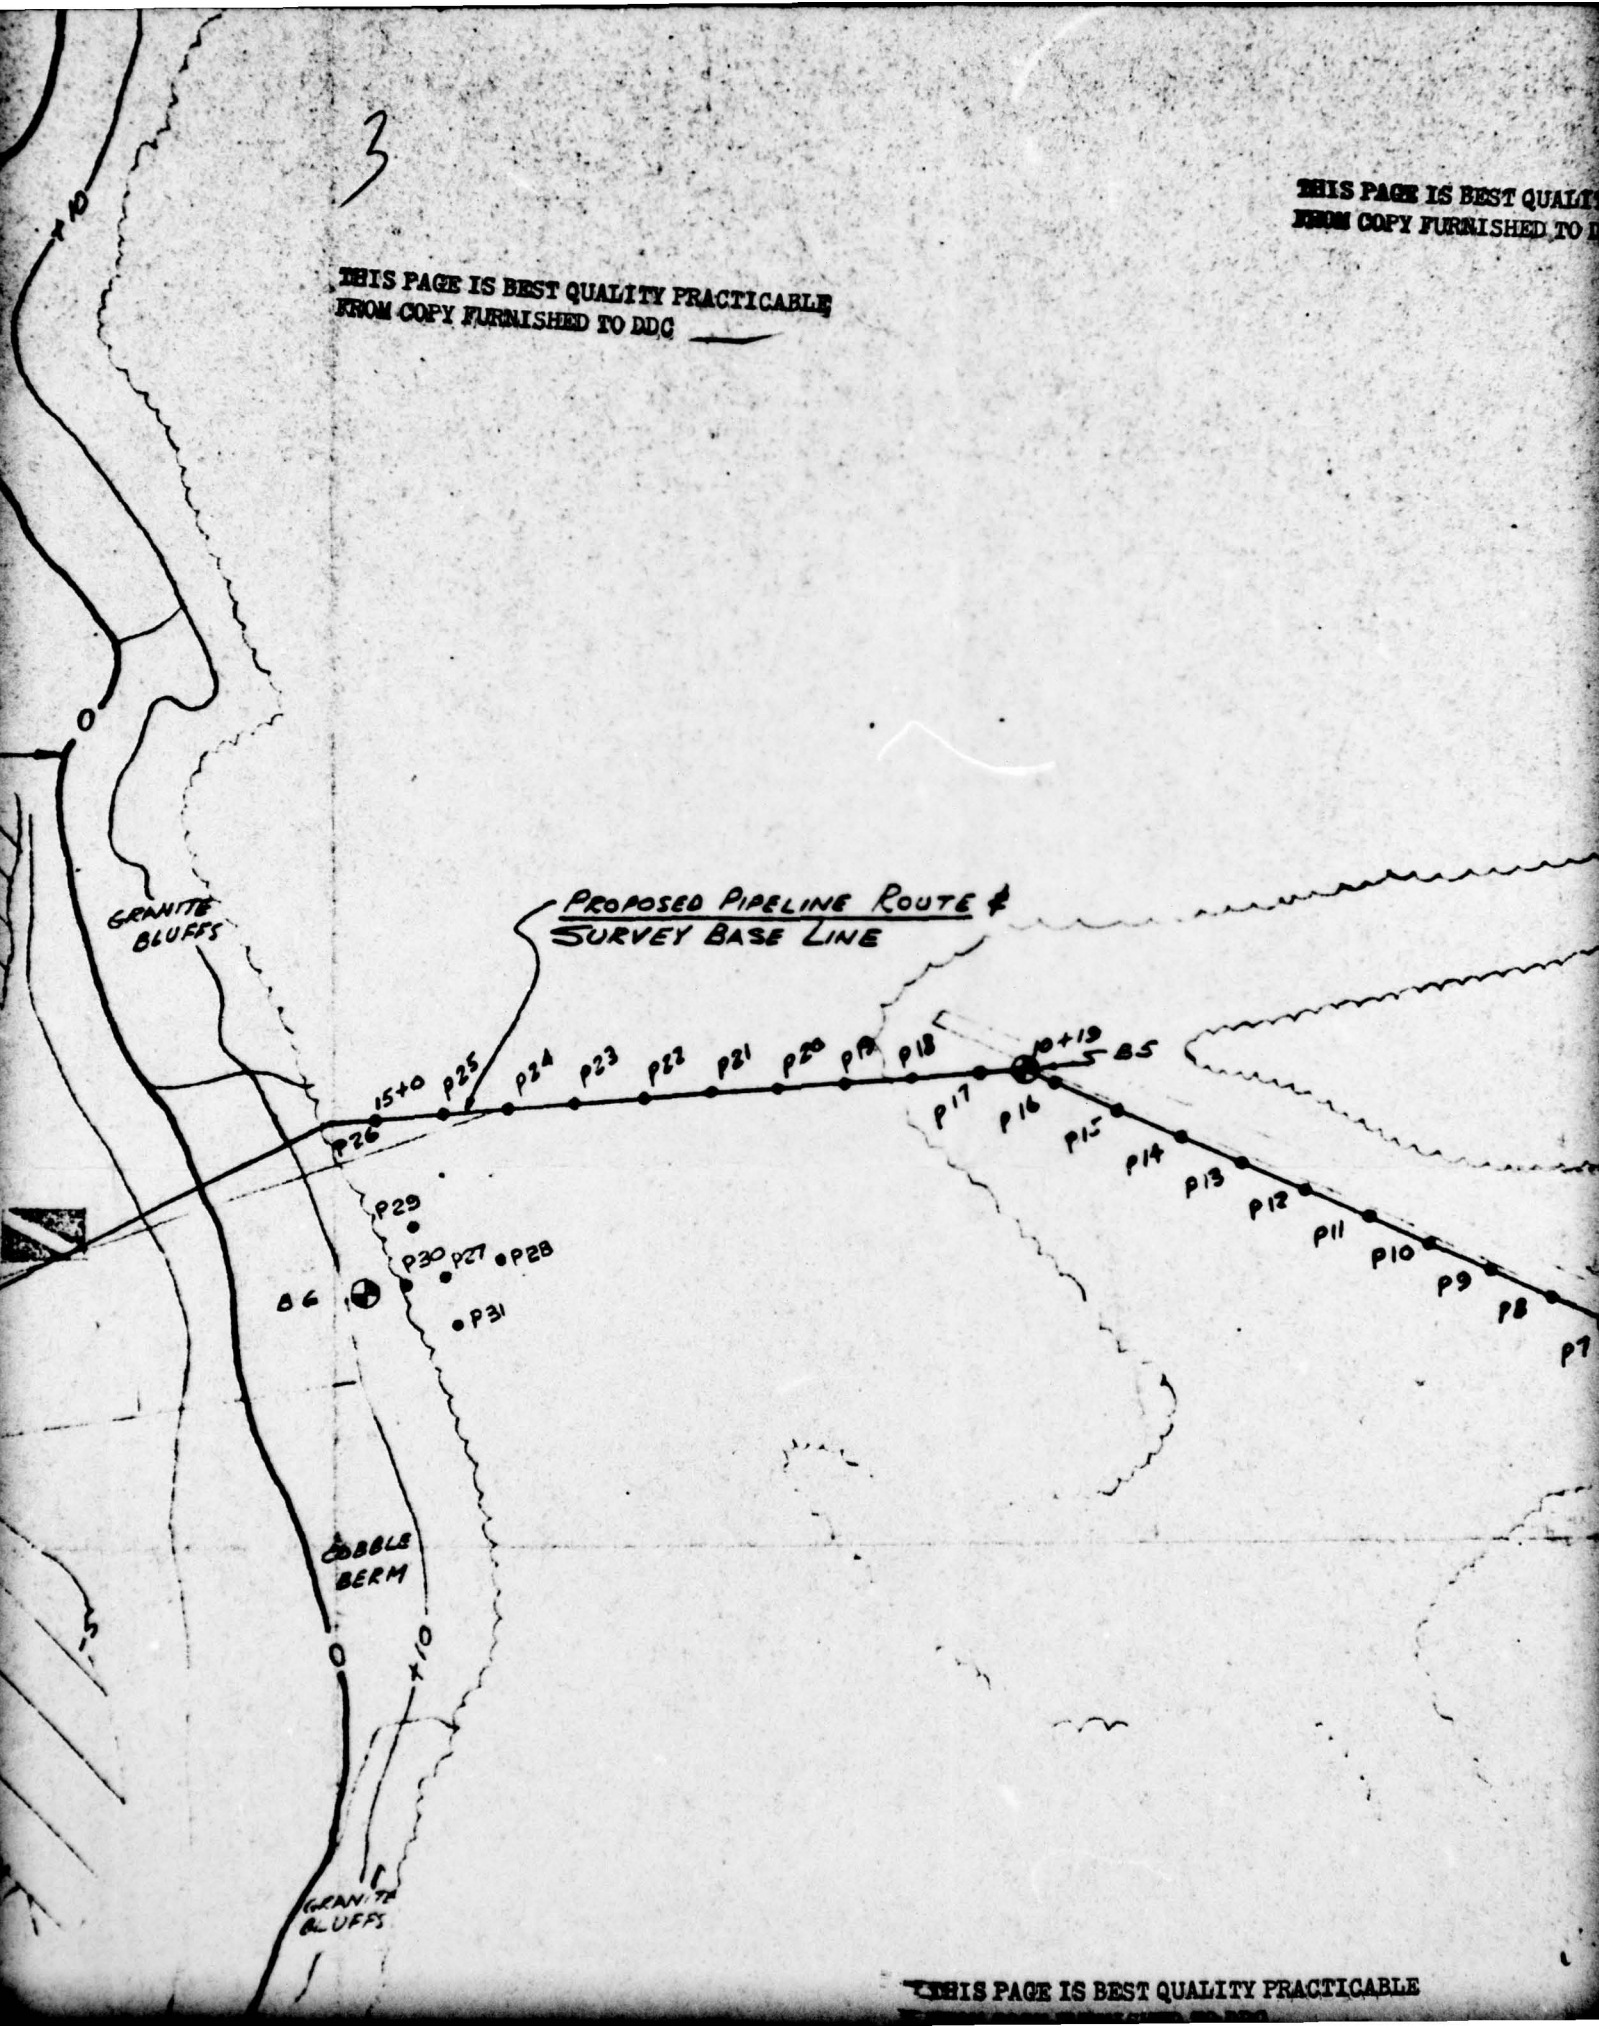 3
THIS PAGE IS BEST QUALIT
FROM COPY FURNISHED TO D
+10
THIS PAGE IS BEST QUALITY PRACTICABLE
FROM COPY FURNISHED TO DDC
0
GRANITE
BLUFFS
PROPOSED PIPELINE ROUTE &
SURVEY BASE LINE
10+19
B5
P18
P19
P20
P21
P22
P23
P24
P25
15+0
P26
P17
P16
P15
P14
P13
P12
P11
P10
P9
P8
P7
P29
P30
P27
P28
B6
P31
COBBLE
BERM
-5
0
+10
GRANITE
BLUFFS
THIS PAGE IS BEST QUALITY PRACTICABLE